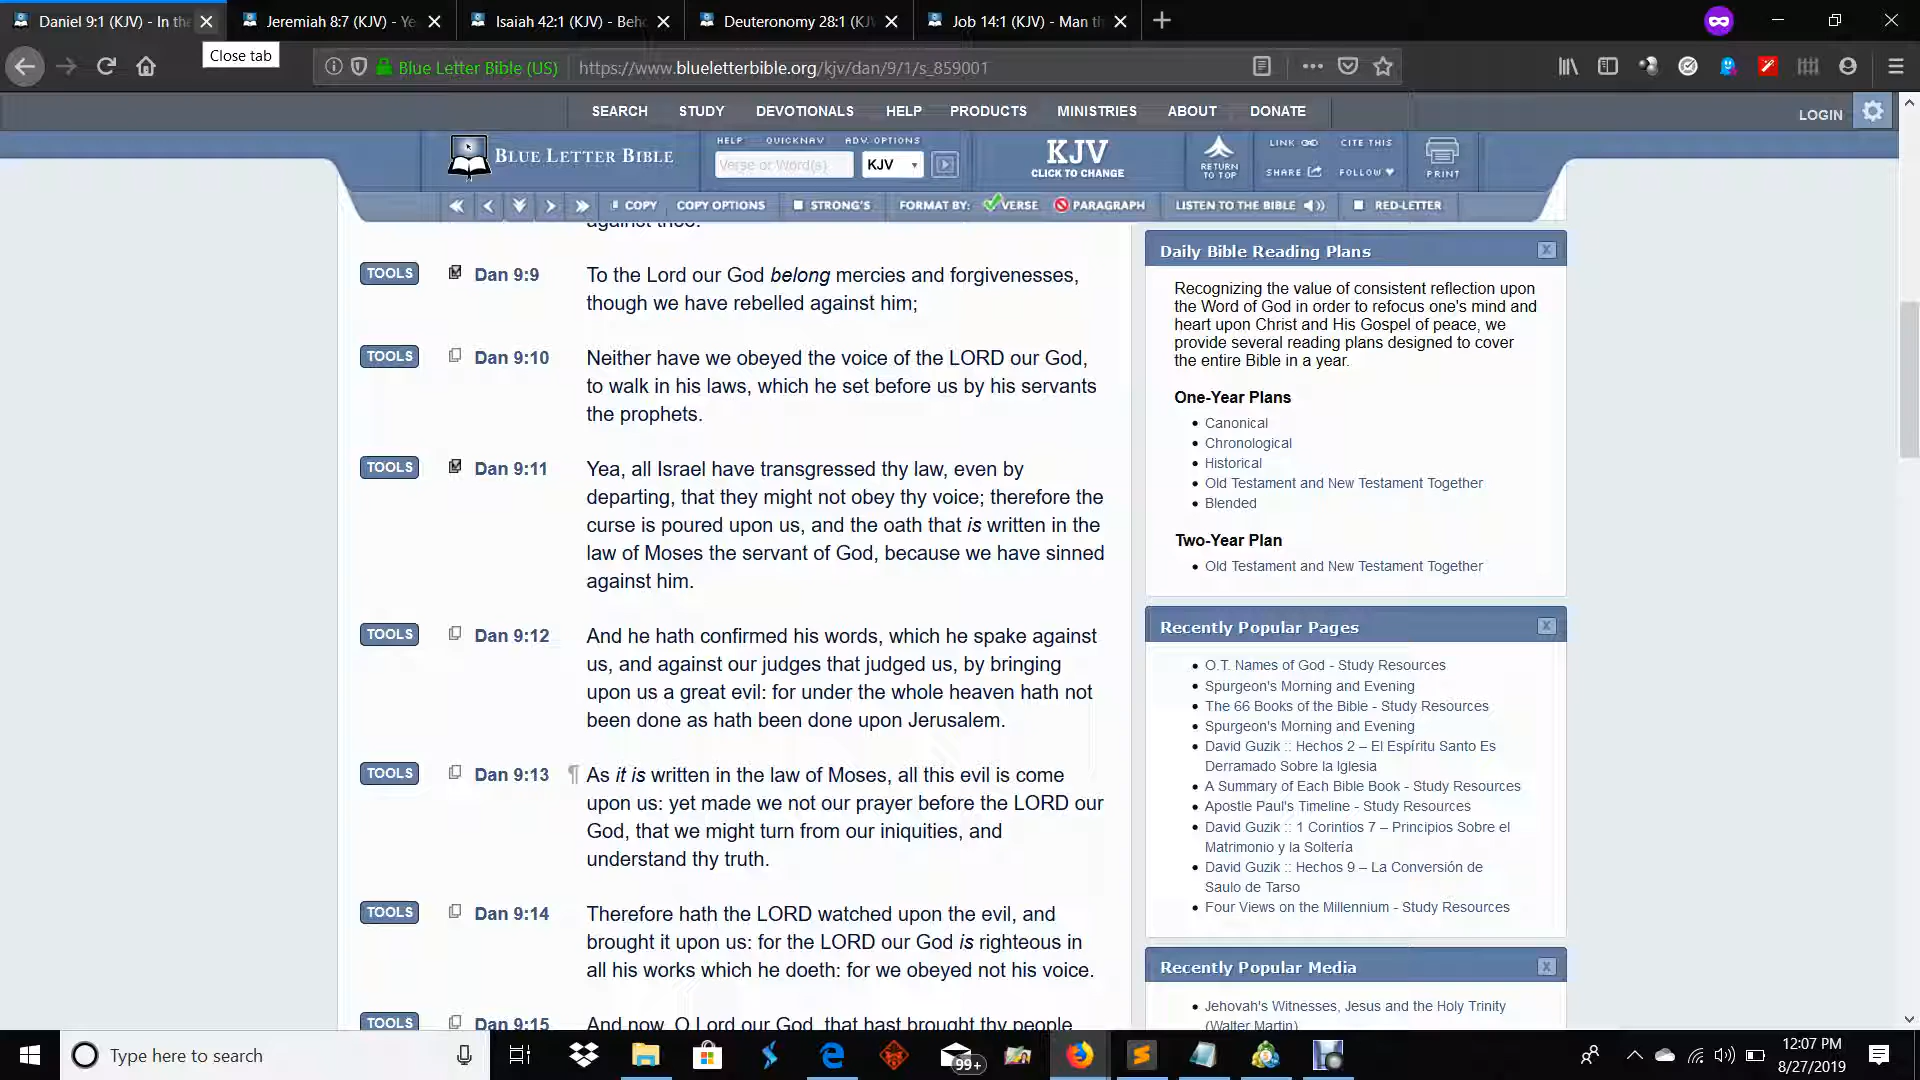 Daniel 9:1 (KJV) - In the
Jeremiah 8:7 (KJV) - Ye
Isaiah 42:1 (KJV) - Beh
Deuteronomy 28:1 (KJV
Job 14:1 (KJV) - Man th
Close tab
Blue Letter Bible (US)
https://www.blueletterbible.org/kjv/dan/9/1/s_859001
SEARCH STUDY DEVOTIONALS HELP PRODUCTS MINISTRIES ABOUT DONATE
LOGIN
BLUE LETTER BIBLE
HELP QUICKNAV ADV. OPTIONS
Verse or Word(s)
KJV
KJV
CLICK TO CHANGE
RETURN
TO TOP
LINK CITE THIS
SHARE FOLLOW
PRINT
COPY COPY OPTIONS STRONG'S FORMAT BY: VERSE PARAGRAPH LISTEN TO THE BIBLE RED-LETTER
against thee.
TOOLS Dan 9:9 To the Lord our God belong mercies and forgivenesses,
though we have rebelled against him;
TOOLS Dan 9:10 Neither have we obeyed the voice of the LORD our God,
to walk in his laws, which he set before us by his servants
the prophets.
TOOLS Dan 9:11 Yea, all Israel have transgressed thy law, even by
departing, that they might not obey thy voice; therefore the
curse is poured upon us, and the oath that is written in the
law of Moses the servant of God, because we have sinned
against him.
TOOLS Dan 9:12 And he hath confirmed his words, which he spake against
us, and against our judges that judged us, by bringing
upon us a great evil: for under the whole heaven hath not
been done as hath been done upon Jerusalem.
TOOLS Dan 9:13 ¶ As it is written in the law of Moses, all this evil is come
upon us: yet made we not our prayer before the LORD our
God, that we might turn from our iniquities, and
understand thy truth.
TOOLS Dan 9:14 Therefore hath the LORD watched upon the evil, and
brought it upon us: for the LORD our God is righteous in
all his works which he doeth: for we obeyed not his voice.
TOOLS Dan 9:15 And now, O Lord our God, that hast brought thy people
Daily Bible Reading Plans
Recognizing the value of consistent reflection upon
the Word of God in order to refocus one's mind and
heart upon Christ and His Gospel of peace, we
provide several reading plans designed to cover
the entire Bible in a year.
One-Year Plans
Canonical
Chronological
Historical
Old Testament and New Testament Together
Blended
Two-Year Plan
Old Testament and New Testament Together
Recently Popular Pages
O.T. Names of God - Study Resources
Spurgeon's Morning and Evening
The 66 Books of the Bible - Study Resources
Spurgeon's Morning and Evening
David Guzik :: Hechos 2 – El Espíritu Santo Es
Derramado Sobre la Iglesia
A Summary of Each Bible Book - Study Resources
Apostle Paul's Timeline - Study Resources
David Guzik :: 1 Corintios 7 – Principios Sobre el
Matrimonio y la Soltería
David Guzik :: Hechos 9 – La Conversión de
Saulo de Tarso
Four Views on the Millennium - Study Resources
Recently Popular Media
Jehovah's Witnesses, Jesus and the Holy Trinity
(Walter Martin)
Type here to search
99+
12:07 PM
8/27/2019